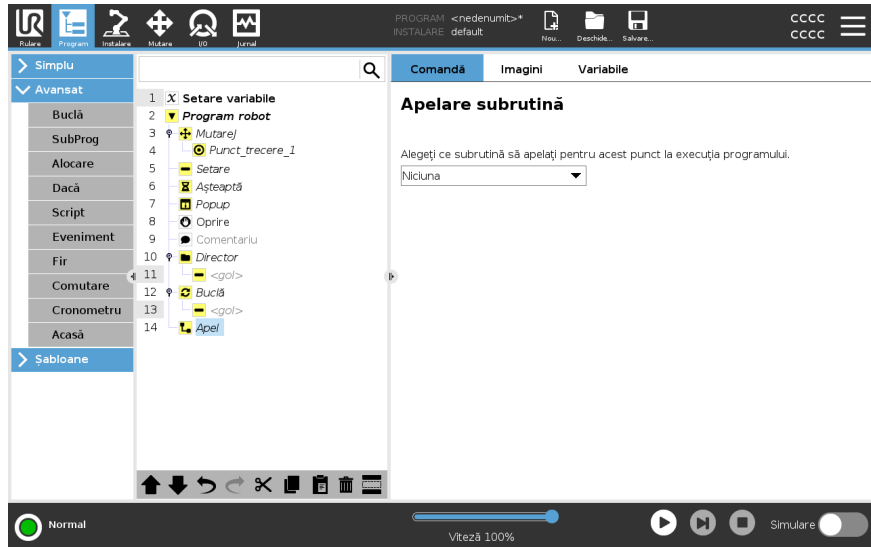 PROGRAM <nedenumit>*
INSTALARE default
CCCC
CCCC
Rulare Program Instalare Mutare I/O Jurnal Nou... Deschide... Salvare...
Simplu
Avansat
Buclă
SubProg
Alocare
Dacă
Script
Eveniment
Fir
Comutare
Cronometru
Acasă
Șabloane
1 X Setare variabile
2 Program robot
3 MutareJ
4 Punct_trecere_1
5 Setare
6 Așteaptă
7 Popup
8 Oprire
9 Comentariu
10 Director
11 <gol>
12 Buclă
13 <gol>
14 Apel
Comandă Imagini Variabile
Apelare subrutină
Alegeți ce subrutină să apelați pentru acest punct la execuția programului.
Niciuna
Normal
Viteză 100%
Simulare